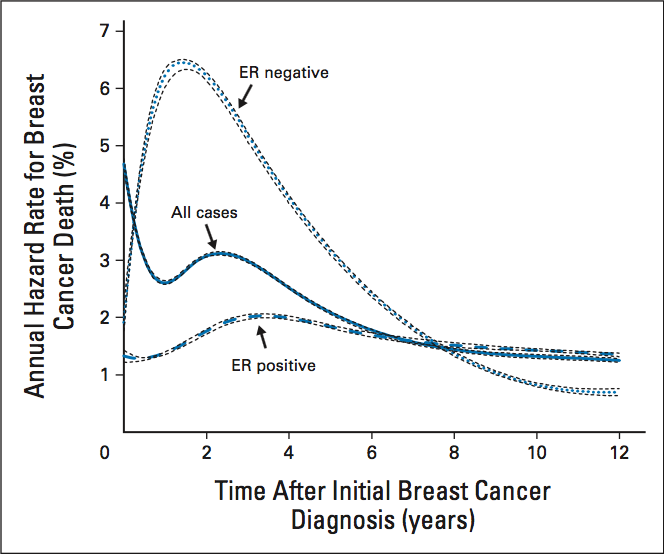 Annual Hazard Rate for Breast
Cancer Death (%)
7
6
5
4
3
2
1
0
2
4
6
8
10
12
ER negative
All cases
ER positive
Time After Initial Breast Cancer
Diagnosis (years)